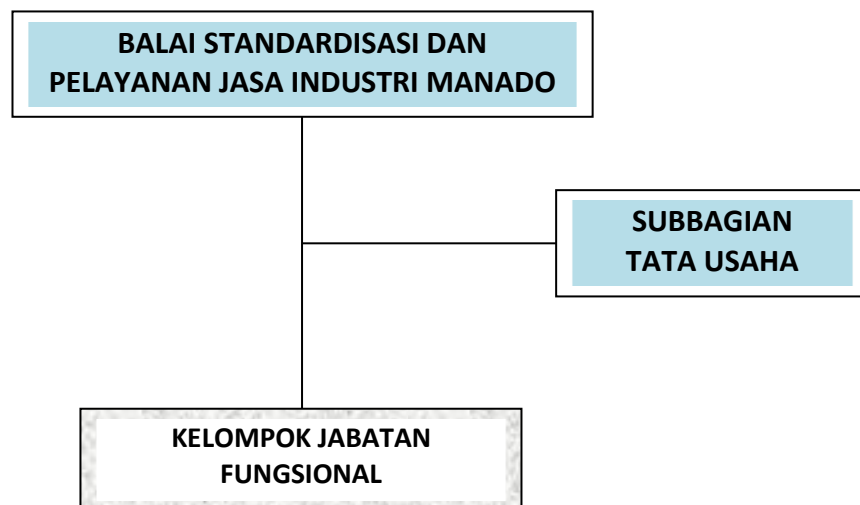 BALAI STANDARDISASI DAN
PELAYANAN JASA INDUSTRI MANADO
SUBBAGIAN
TATA USAHA
KELOMPOK JABATAN
FUNGSIONAL